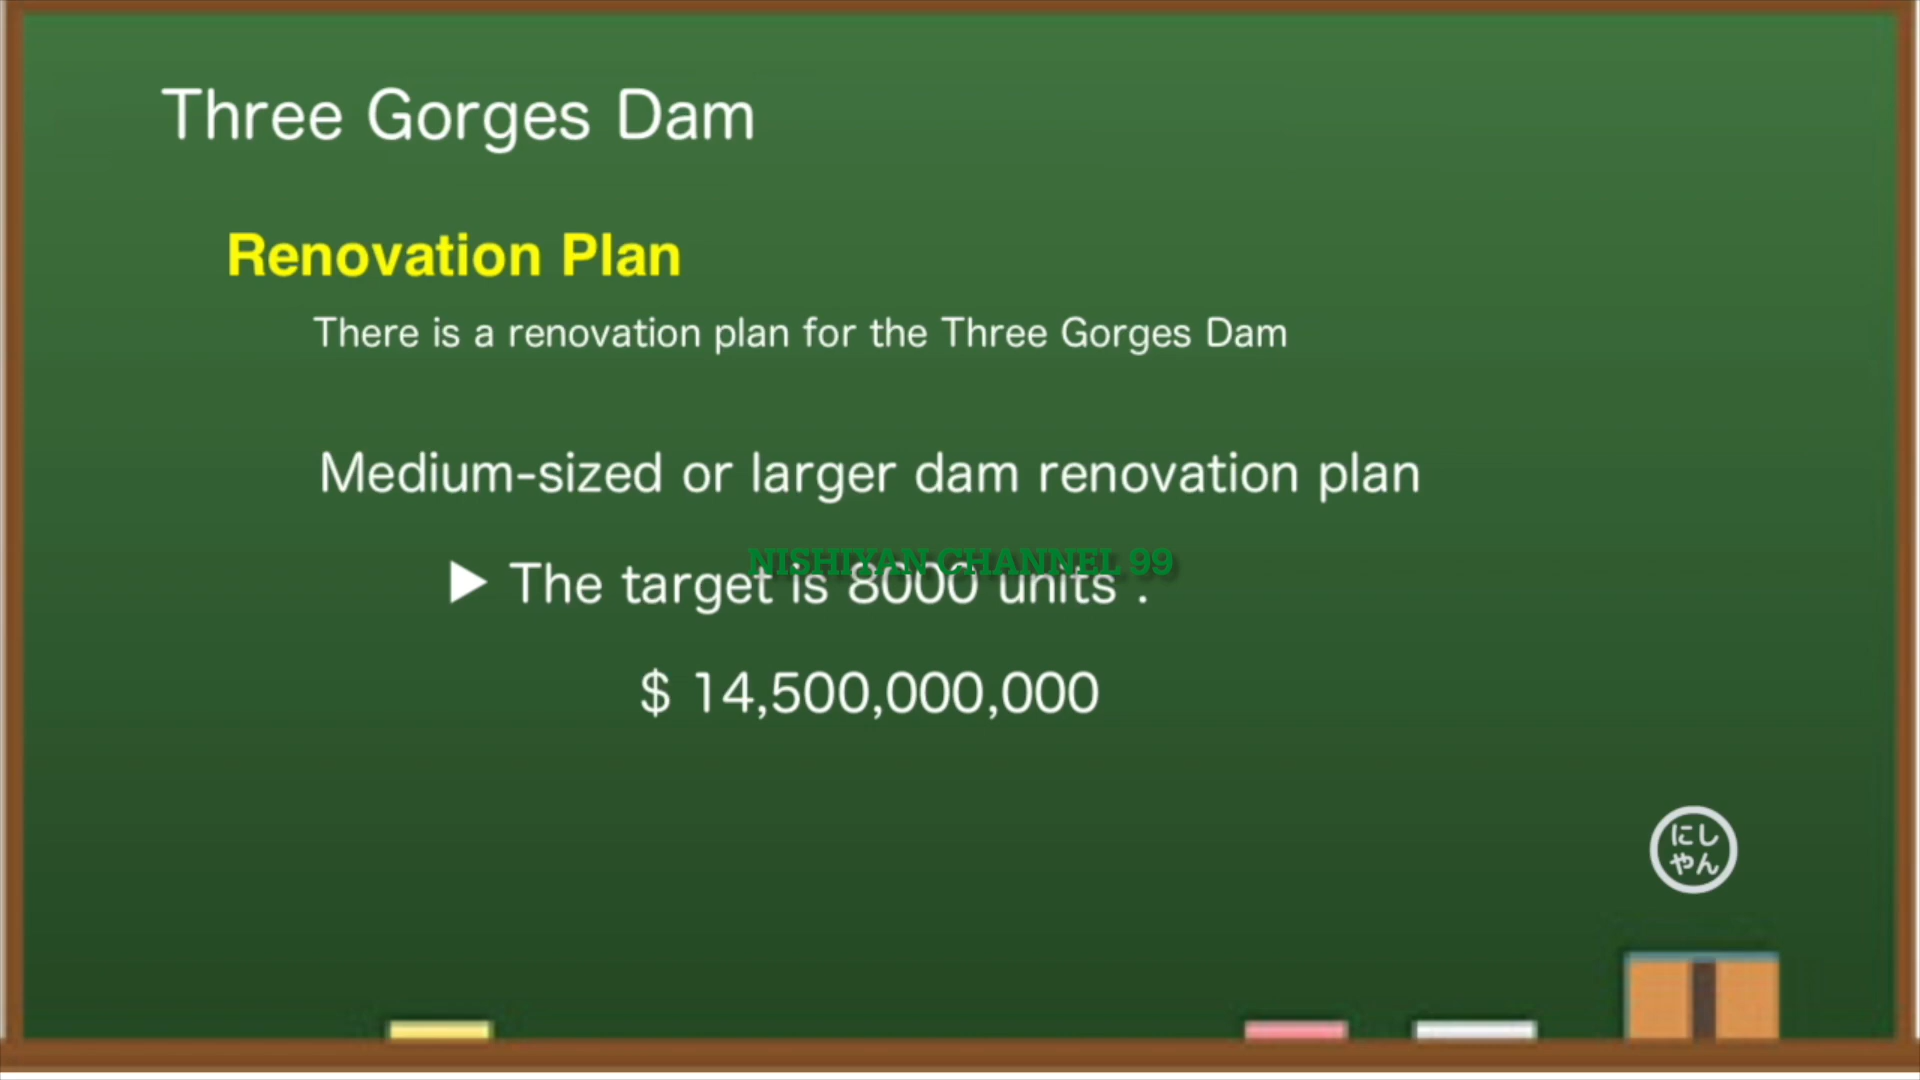 Three Gorges Dam
Renovation Plan
There is a renovation plan for the Three Gorges Dam
Medium-sized or larger dam renovation plan
NISHIYAN CHANNEL 99
▶ The target is 8000 units .
$ 14,500,000,000
にし
やん